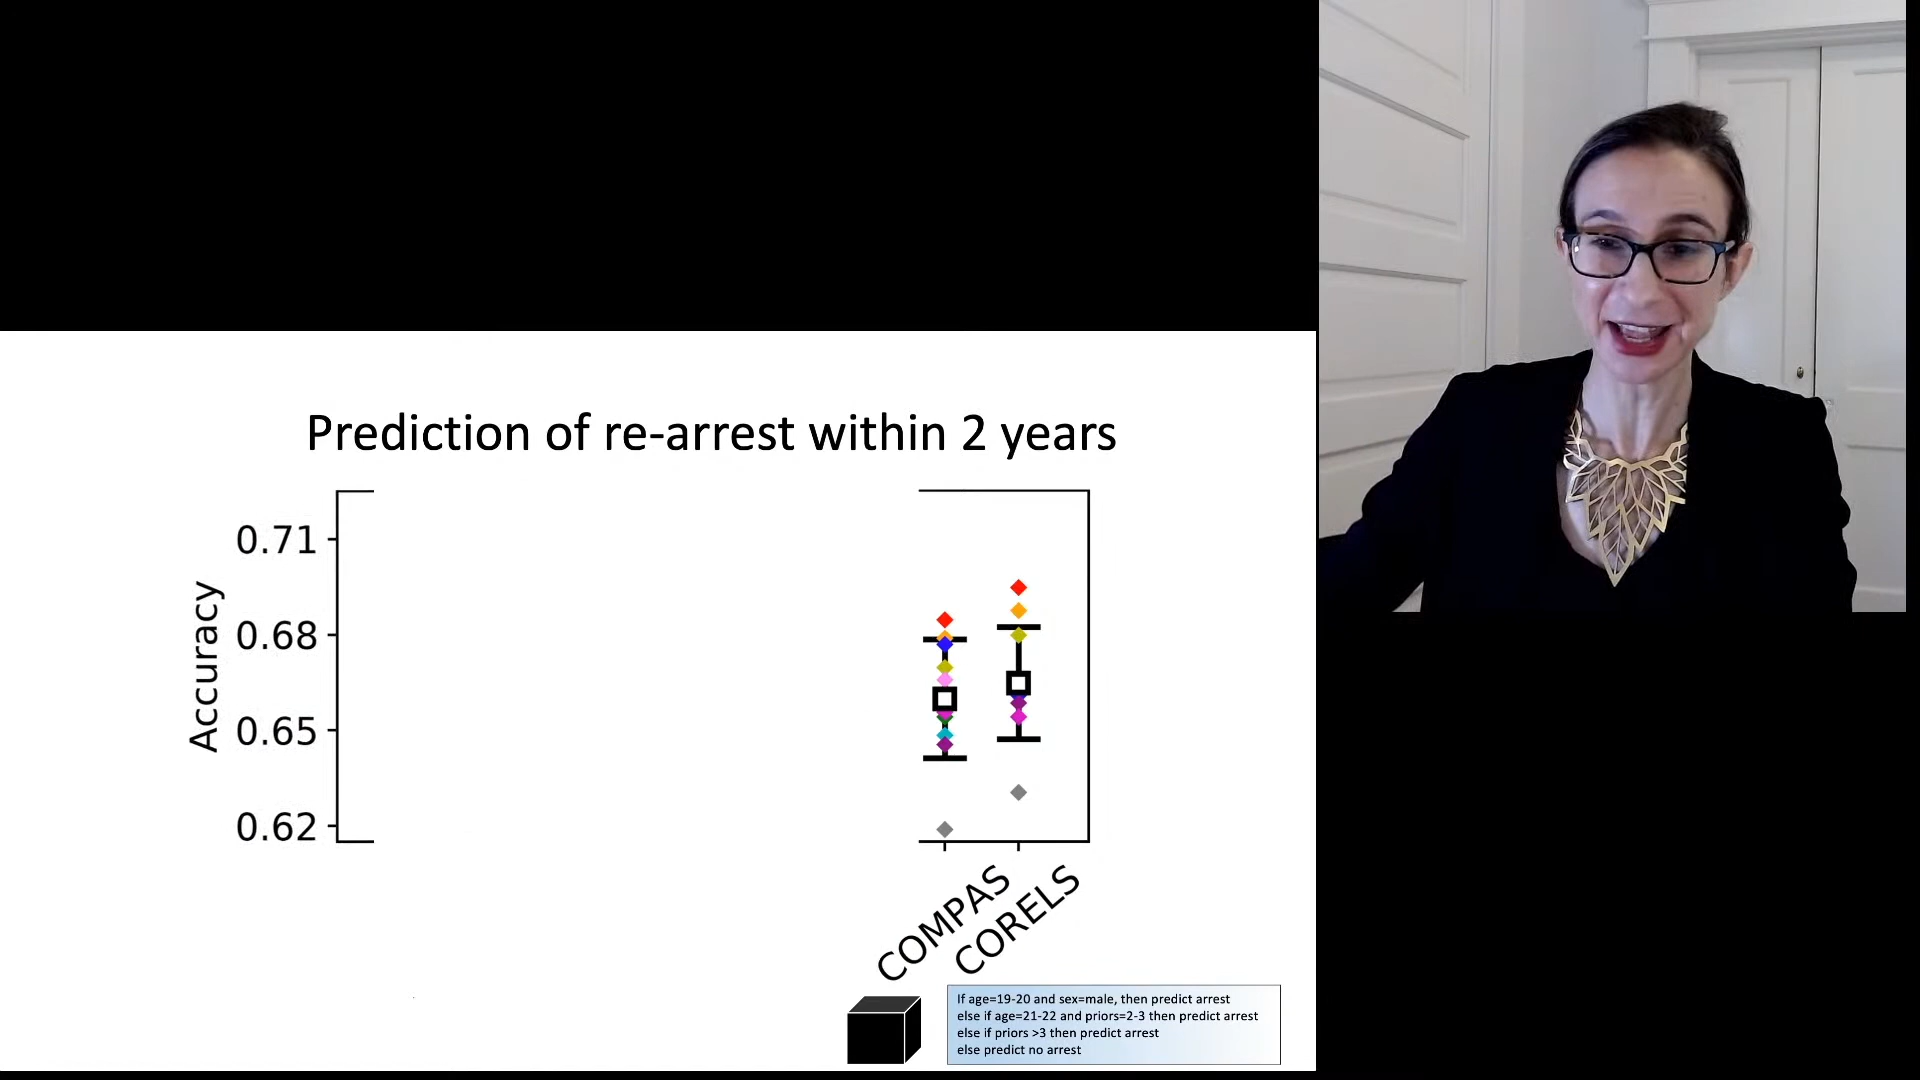 Prediction of re-arrest within 2 years
0.71
0.68
0.65
0.62
Accuracy
COMPAS
CORELS
If age=19-20 and sex=male, then predict arrest
else if age=21-22 and priors=2-3 then predict arrest
else if priors >3 then predict arrest
else predict no arrest